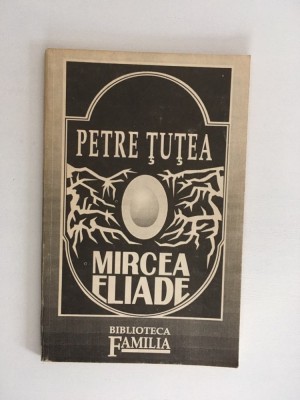 PETRE ŢUŢEA
MIRCEA
ELIADE
BIBLIOTECA
FAMILIA